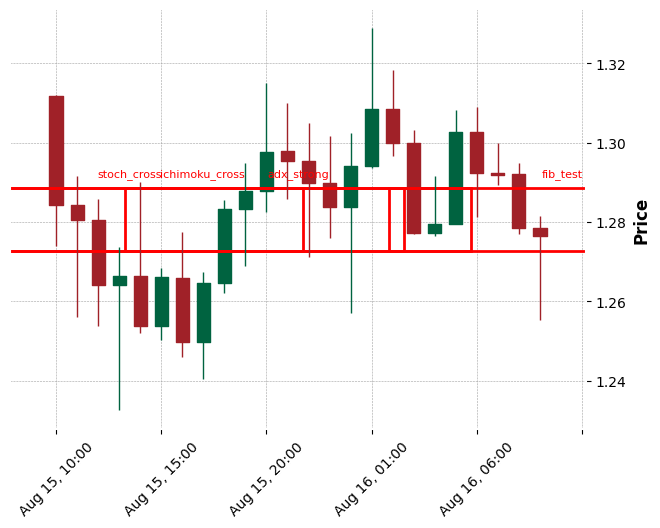 1.32
1.30
stoch_cross
ichimoku_cross
adx_strong
fib_test
1.28
1.26
1.24
Price
Aug 15, 10:00
Aug 15, 15:00
Aug 15, 20:00
Aug 16, 01:00
Aug 16, 06:00